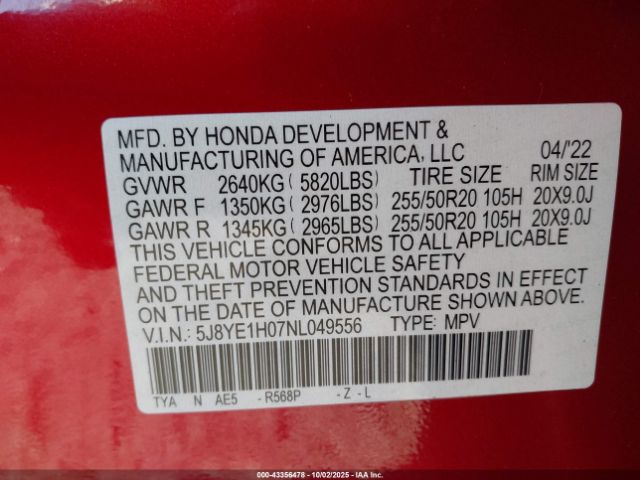 MFD. BY HONDA DEVELOPMENT &
MANUFACTURING OF AMERICA, LLC 04/'22
GVWR 2640KG( 5820LBS) TIRE SIZE RIM SIZE
GAWR F 1350KG( 2976LBS) 255/50R20 105H 20X9.0J
GAWR R 1345KG( 2965LBS) 255/50R20 105H 20X9.0J
THIS VEHICLE CONFORMS TO ALL APPLICABLE
FEDERAL MOTOR VEHICLE SAFETY
AND THEFT PREVENTION STANDARDS IN EFFECT
ON THE DATE OF MANUFACTURE SHOWN ABOVE.
V.I.N.: 5J8YE1H07NL049556 TYPE: MPV
TYA N AE5 -R568P -Z-L
000-43356478 | 10/02/2025 | IAA, Inc. Copyright